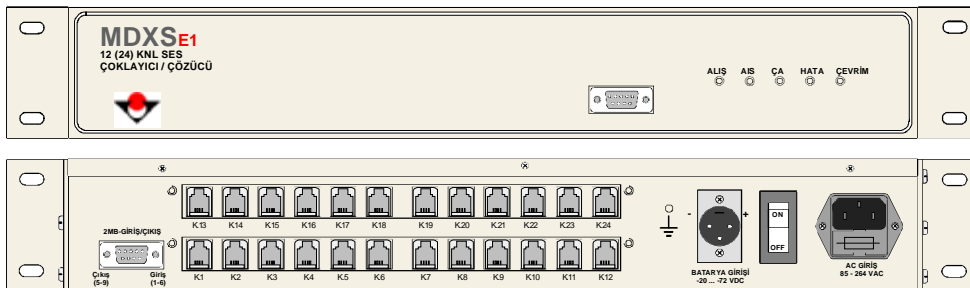 MDXSE1
12 (24) KNL SES
ÇOKLAYICI / ÇÖZÜCÜ
ALIŞ AIS ÇA HATA ÇEVRİM
K13 K14 K15 K16 K17 K18 K19 K20 K21 K22 K23 K24
2MB-GİRİŞ/ÇIKIŞ
Çıkış Giriş
(5-9) (1-6)
K1 K2 K3 K4 K5 K6 K7 K8 K9 K10 K11 K12
- +
BATARYA GİRİŞİ
-20 ... -72 VDC
ON
OFF
AC GİRİŞ
85 - 264 VAC